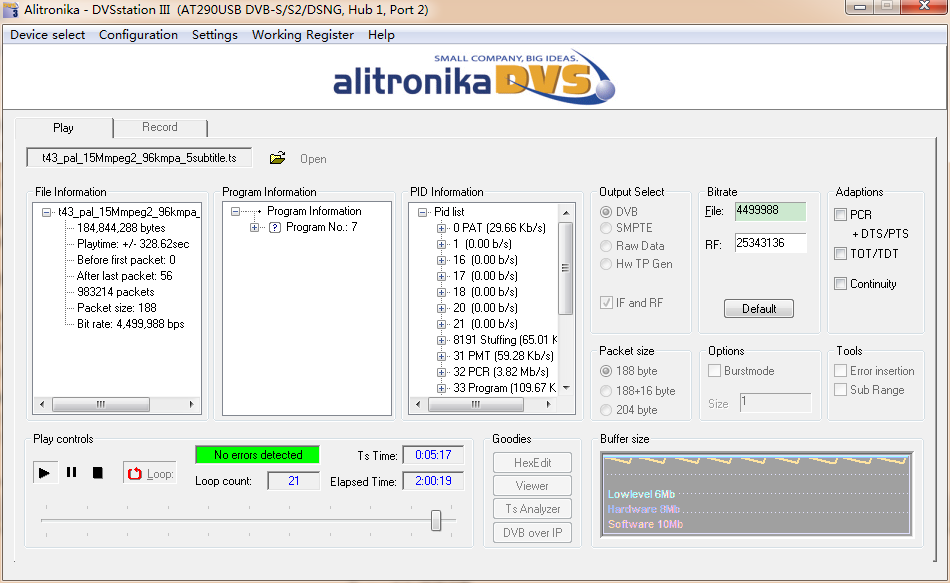 Alitronika - DVSstation III (AT290USB DVB-S/S2/DSNG, Hub 1, Port 2)
Device select Configuration Settings Working Register Help
SMALL COMPANY, BIG IDEAS.
alitronika DVS
Play Record
t43_pal_15Mmpeg2_96kmpa_5subtitle.ts Open
File Information
t43_pal_15Mmpeg2_96kmpa_
184,844,288 bytes
Playtime: +/- 328.62sec
Before first packet: 0
After last packet: 56
983214 packets
Packet size: 188
Bit rate: 4,499,988 bps
Program Information
Program Information
Program No.: 7
PID Information
Pid list
0 PAT (29.66 Kb/s)
1 (0.00 b/s)
16 (0.00 b/s)
17 (0.00 b/s)
18 (0.00 b/s)
20 (0.00 b/s)
21 (0.00 b/s)
8191 Stuffing (65.01 K
31 PMT (59.28 Kb/s)
32 PCR (3.82 Mb/s)
33 Program (109.67 K
Output Select
DVB
SMPTE
Raw Data
Hw TP Gen
IF and RF
Bitrate
File: 4499988
RF: 25343136
Default
Adaptions
PCR
+ DTS/PTS
TOT/TDT
Continuity
Packet size
188 byte
188+16 byte
204 byte
Options
Burstmode
Size 1
Tools
Error insertion
Sub Range
Play controls
Loop:
No errors detected
Loop count: 21
Ts Time: 0:05:17
Elapsed Time: 2:00:19
Goodies
HexEdit
Viewer
Ts Analyzer
DVB over IP
Buffer size
Lowlevel 6Mb
Hardware 8Mb
Software 10Mb